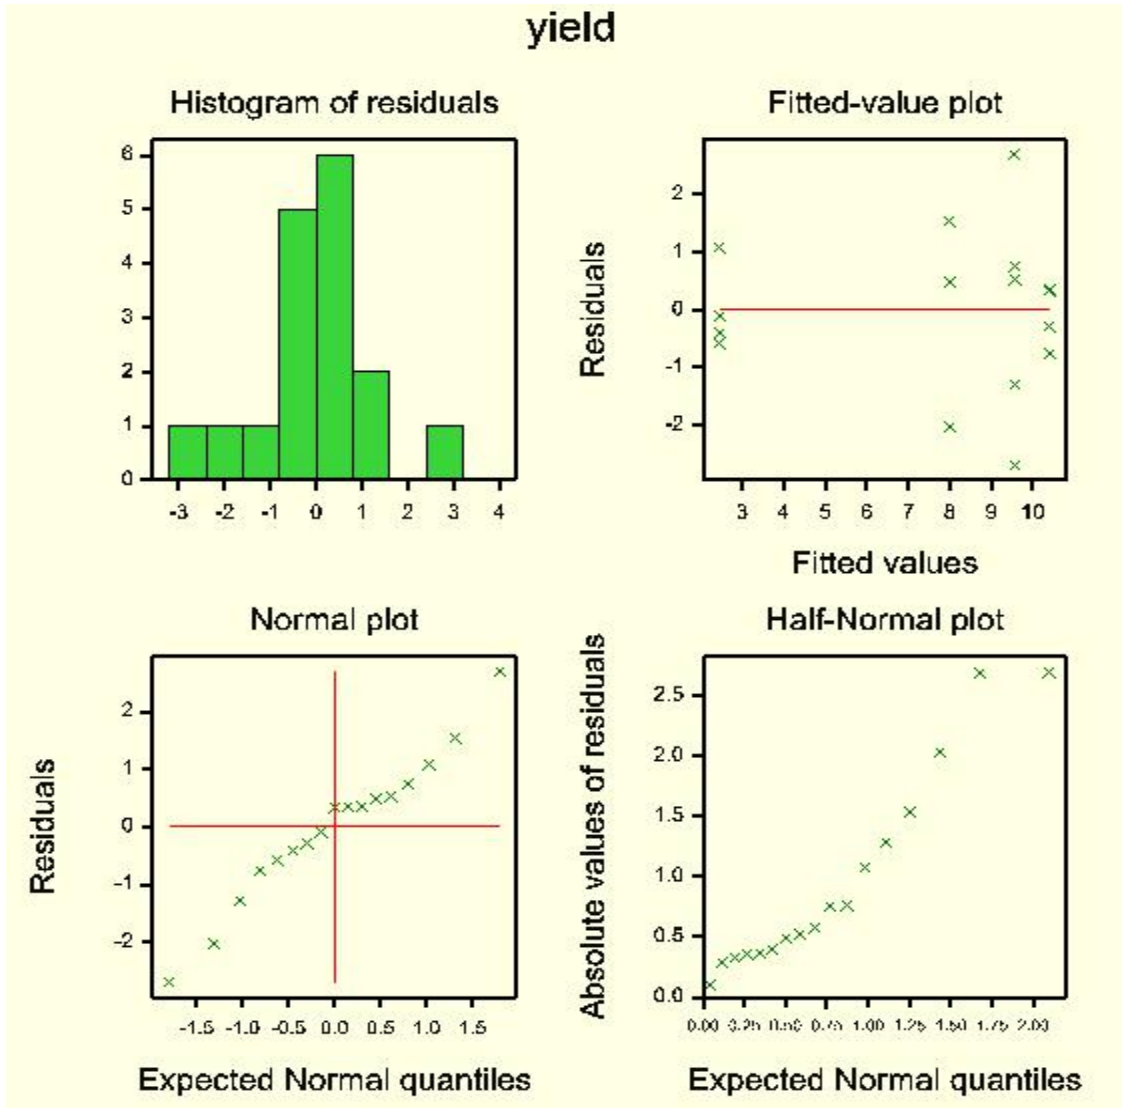 yield
Histogram of residuals
6
5
4
3
2
1
0
-3 -2 -1 0 1 2 3 4
Fitted-value plot
Residuals
2
1
0
-1
-2
3 4 5 6 7 8 9 10
Fitted values
Normal plot
Residuals
2
1
0
-1
-2
-1.5 -1.0 -0.5 0.0 0.5 1.0 1.5
Expected Normal quantiles
Half-Normal plot
Absolute values of residuals
2.5
2.0
1.5
1.0
0.5
0.0
0.00 0.25 0.50 0.75 1.00 1.25 1.50 1.75 2.00
Expected Normal quantiles